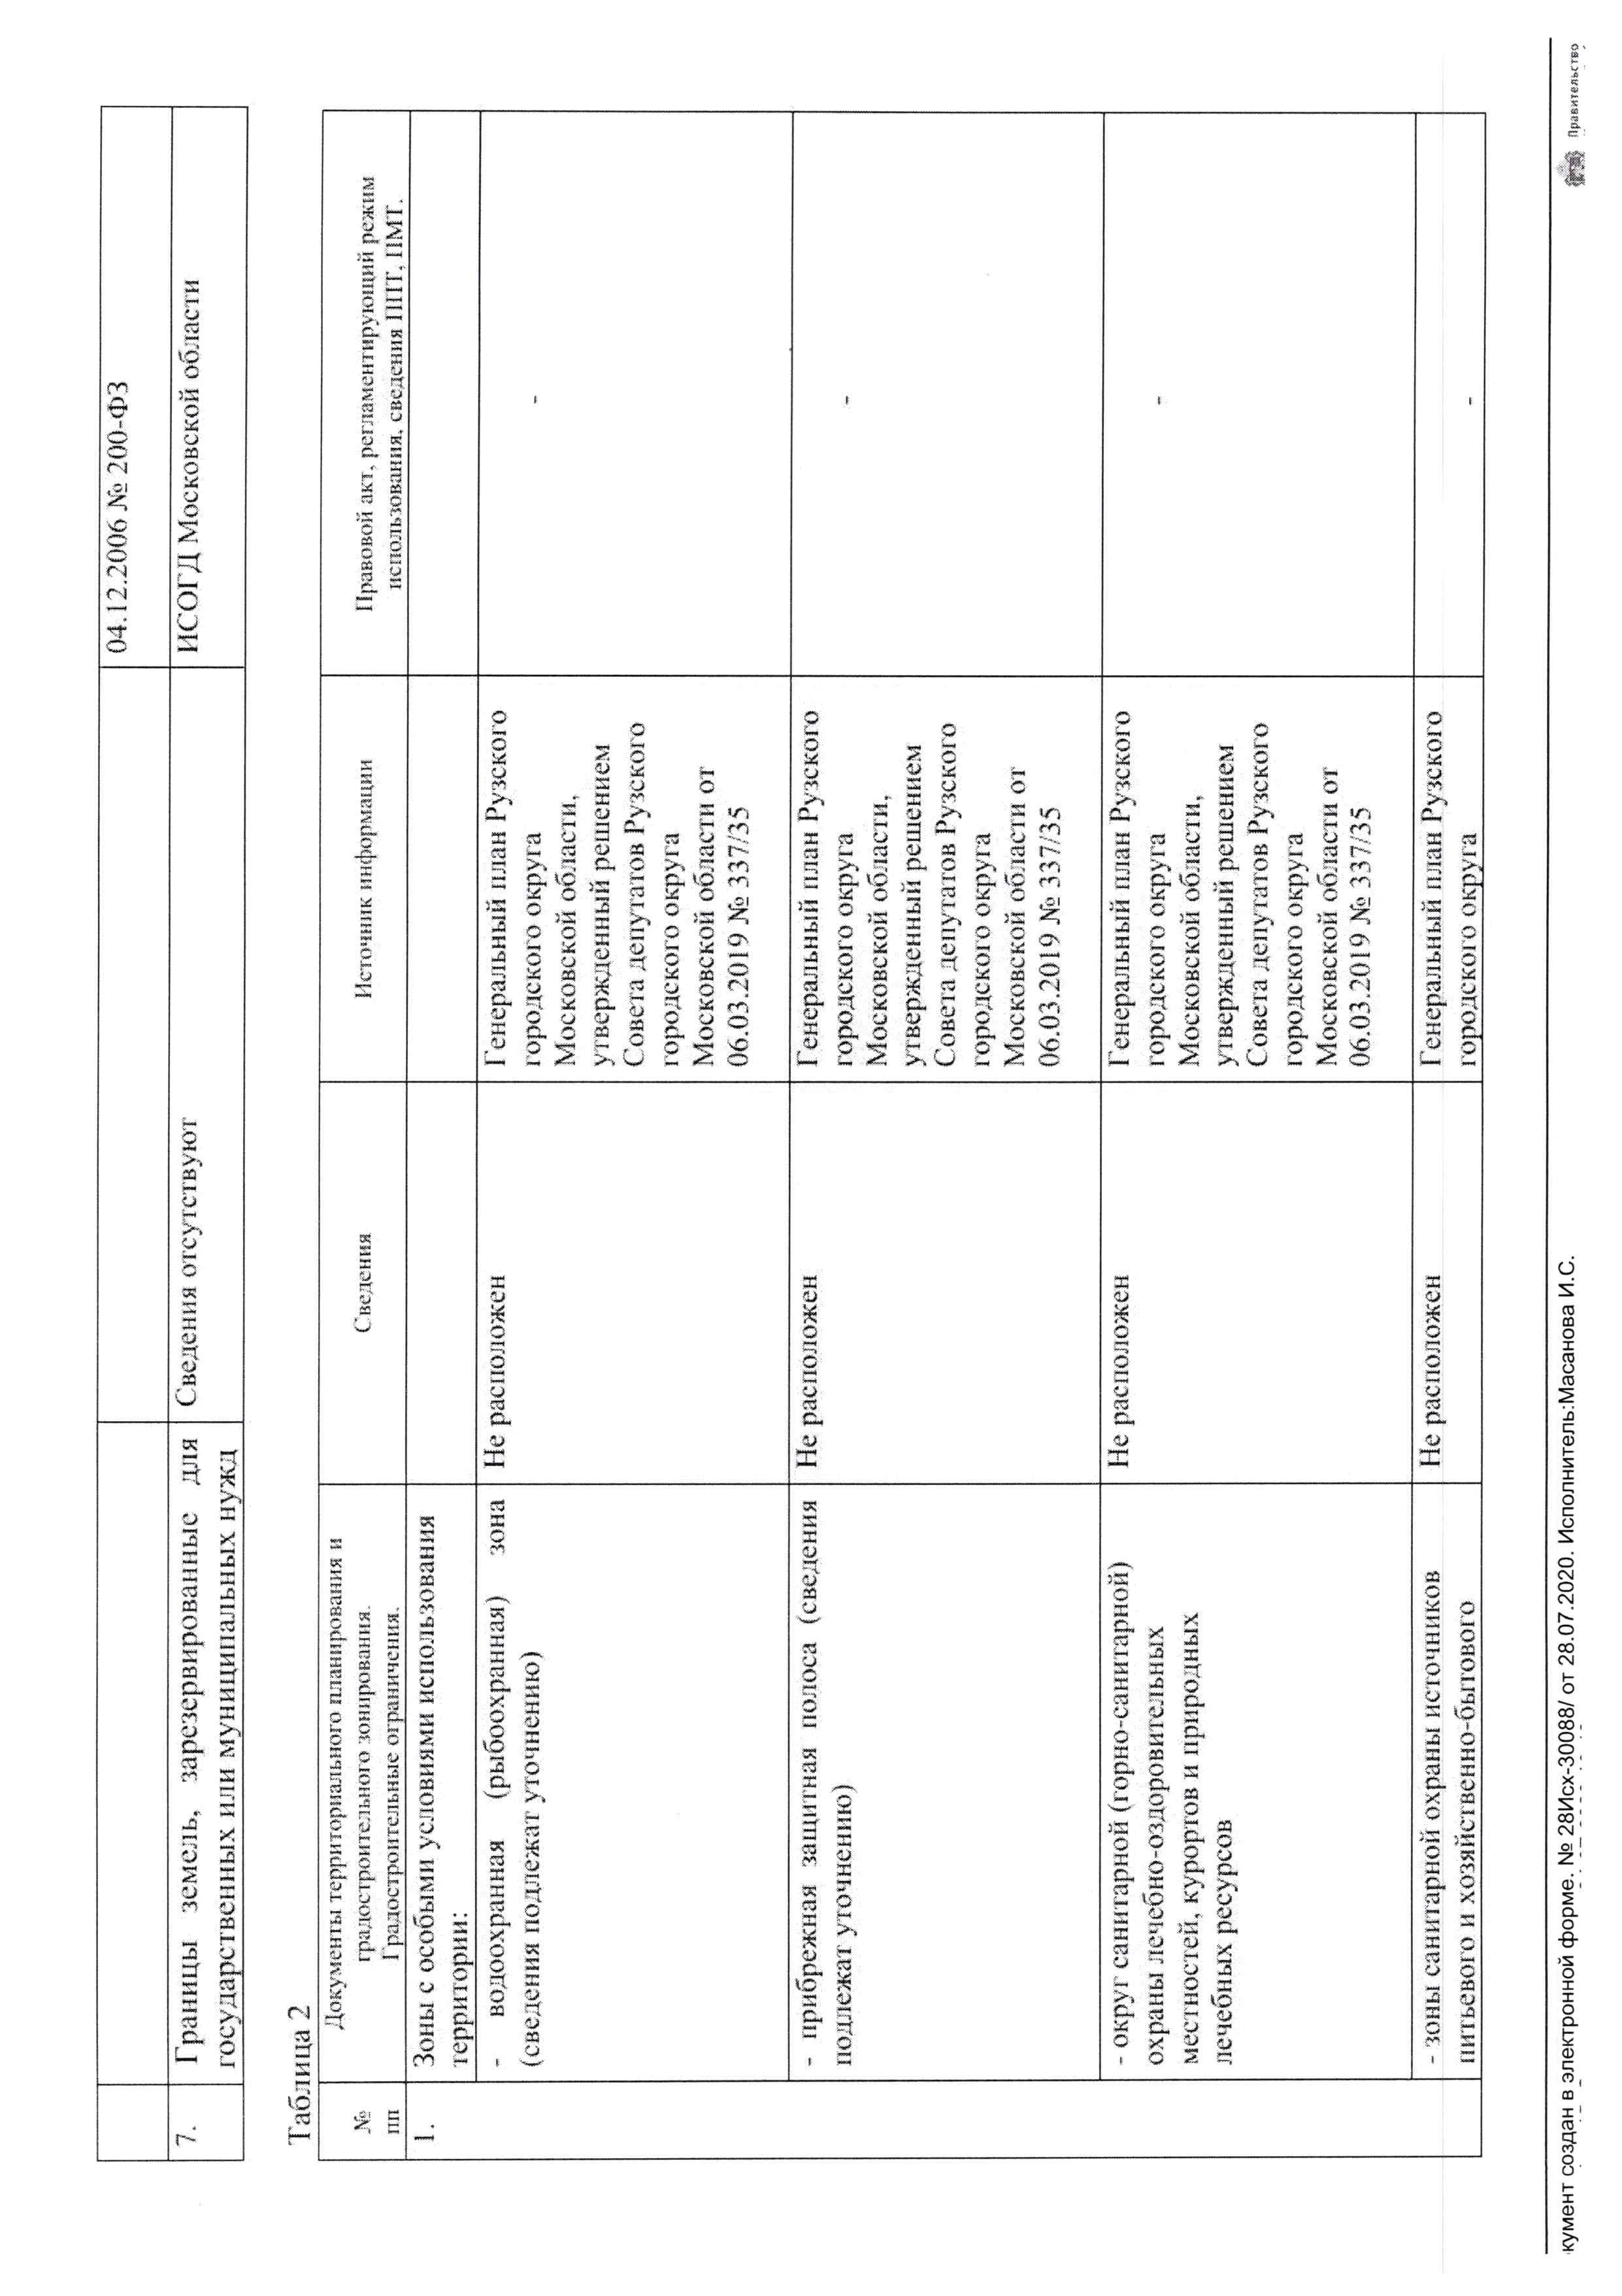 04.12.2006 № 200-ФЗ
7.
Границы земель, зарезервированные для
государственных или муниципальных нужд
Сведения отсутствуют
ИСОГД Московской области
Таблица 2
№
пп
Документы территориального планирования и
градостроительного зонирования.
Градостроительные ограничения.
Сведения
Источник информации
Правовой акт, регламентирующий режим
использования, сведения ППТ, ПМТ.
1.
Зоны с особыми условиями использования
территории:
- водоохранная (рыбоохранная) зона
(сведения подлежат уточнению)
Не расположен
Генеральный план Рузского
городского округа
Московской области,
утвержденный решением
Совета депутатов Рузского
городского округа
Московской области от
06.03.2019 № 337/35
-
- прибрежная защитная полоса (сведения
подлежат уточнению)
Не расположен
Генеральный план Рузского
городского округа
Московской области,
утвержденный решением
Совета депутатов Рузского
городского округа
Московской области от
06.03.2019 № 337/35
-
- округ санитарной (горно-санитарной)
охраны лечебно-оздоровительных
местностей, курортов и природных
лечебных ресурсов
Не расположен
Генеральный план Рузского
городского округа
Московской области,
утвержденный решением
Совета депутатов Рузского
городского округа
Московской области от
06.03.2019 № 337/35
-
- зоны санитарной охраны источников
питьевого и хозяйственно-бытового
Не расположен
Генеральный план Рузского
городского округа
-
кумент создан в электронной форме. № 28Исх-30088/ от 28.07.2020. Исполнитель:Масанова И.С.
Правительство